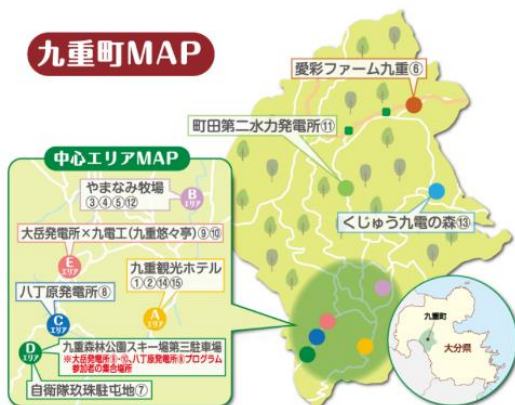 九重町MAP
愛彩ファーム九重⑥
町田第二水力発電所⑪
くじゅう九電の森⑬
中心エリアMAP
やまなみ牧場
③④⑤⑫
B
エリア
大岳発電所×九電工(九重悠々亭)⑨⑩
E
エリア
九重観光ホテル
①②⑭⑮
八丁原発電所⑧
C
エリア
A
エリア
D
エリア
九重森林公園スキー場第三駐車場
※大岳発電所⑨・⑩、八丁原発電所⑧プログラム
参加者の集合場所
自衛隊玖珠駐屯地⑦
九重町
大分県